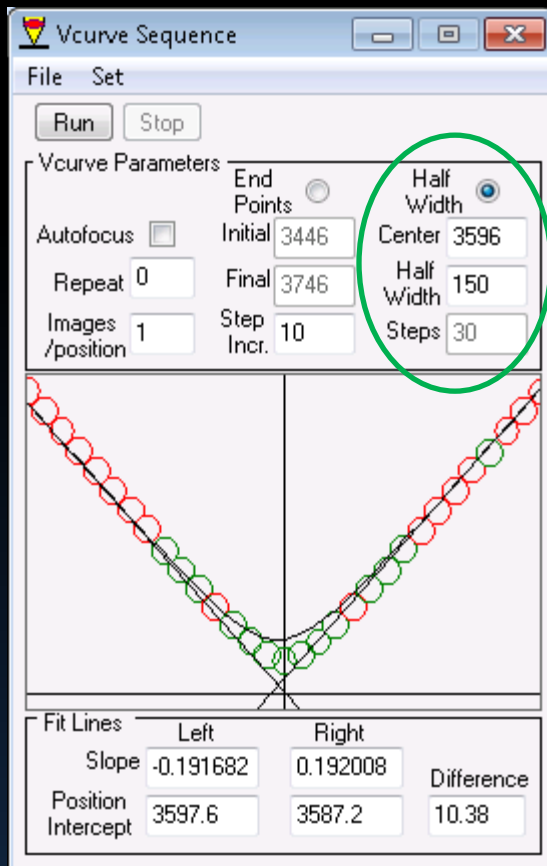 Vcurve Sequence
File Set
Run Stop
Vcurve Parameters
End Points
Half Width
Autofocus Initial 3446 Center 3596
Repeat 0 Final 3746 Half Width 150
Images /position 1 Step Incr. 10 Steps 30
Fit Lines
Left Right
Slope -0.191682 0.192008 Difference
Position Intercept 3597.6 3587.2 10.38